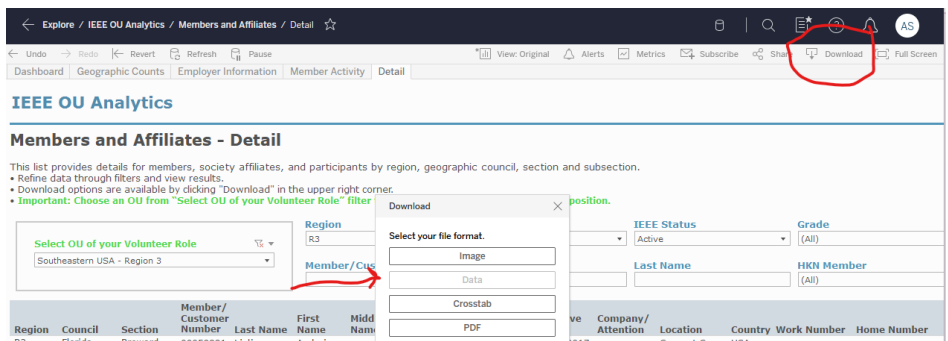 Explore / IEEE OU Analytics / Members and Affiliates / Detail
AS
Undo Redo Revert Refresh Pause View: Original Alerts Metrics Subscribe Share Download Full Screen
Dashboard Geographic Counts Employer Information Member Activity Detail
IEEE OU Analytics
Members and Affiliates - Detail
This list provides details for members, society affiliates, and participants by region, geographic council, section and subsection.
• Refine data through filters and view results.
• Download options are available by clicking "Download" in the upper right corner.
• Important: Choose an OU from "Select OU of your Volunteer Role" filter position.
Download
Select your file format.
Image
Data
Crosstab
PDF
Select OU of your Volunteer Role
Southeastern USA - Region 3
Region
R3
IEEE Status
Active
Grade
(All)
Member/Cus
Last Name
HKN Member
(All)
Region Council Section Member/ Customer Number Last Name First Name Midd Name ve Company/ Attention Location Country Work Number Home Number